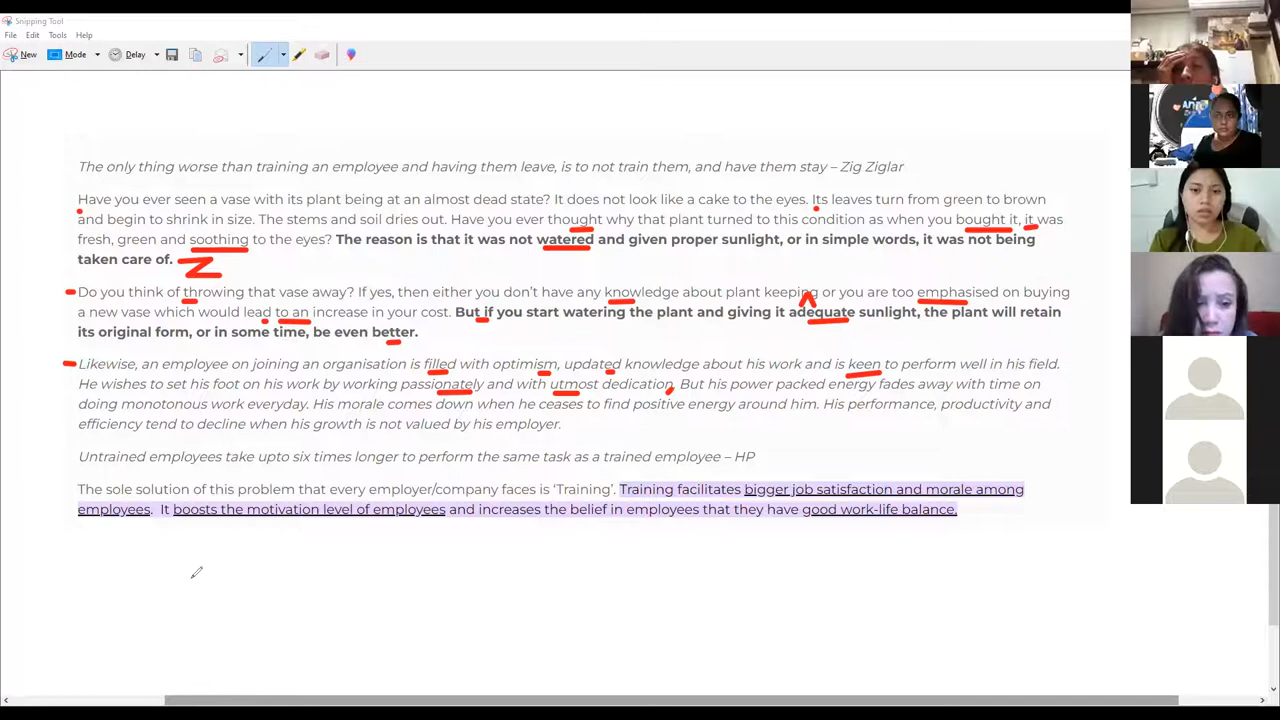 Snipping Tool
File Edit Tools Help
New Mode Delay
The only thing worse than training an employee and having them leave, is to not train them, and have them stay – Zig Ziglar
Have you ever seen a vase with its plant being at an almost dead state? It does not look like a cake to the eyes. Its leaves turn from green to brown
and begin to shrink in size. The stems and soil dries out. Have you ever thought why that plant turned to this condition as when you bought it, it was
fresh, green and soothing to the eyes? The reason is that it was not watered and given proper sunlight, or in simple words, it was not being
taken care of.
Do you think of throwing that vase away? If yes, then either you don't have any knowledge about plant keeping or you are too emphasised on buying
a new vase which would lead to an increase in your cost. But if you start watering the plant and giving it adequate sunlight, the plant will retain
its original form, or in some time, be even better.
Likewise, an employee on joining an organisation is filled with optimism, updated knowledge about his work and is keen to perform well in his field.
He wishes to set his foot on his work by working passionately and with utmost dedication. But his power packed energy fades away with time on
doing monotonous work everyday. His morale comes down when he ceases to find positive energy around him. His performance, productivity and
efficiency tend to decline when his growth is not valued by his employer.
Untrained employees take upto six times longer to perform the same task as a trained employee – HP
The sole solution of this problem that every employer/company faces is ‘Training’. Training facilitates bigger job satisfaction and morale among
employees. It boosts the motivation level of employees and increases the belief in employees that they have good work-life balance.